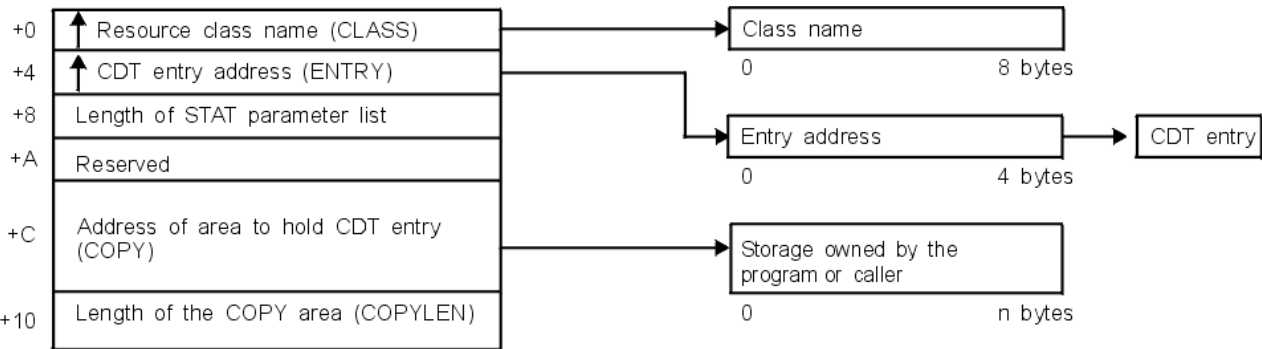 +0
↑ Resource class name (CLASS)
Class name
0 8 bytes
+4
↑ CDT entry address (ENTRY)
+8
Length of STAT parameter list
Entry address
CDT entry
0 4 bytes
+A
Reserved
+C
Address of area to hold CDT entry
(COPY)
Storage owned by the
program or caller
0 n bytes
+10
Length of the COPY area (COPYLEN)